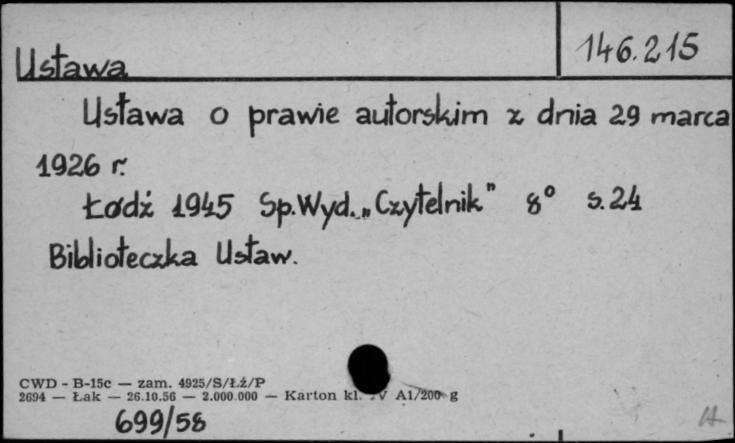 Ustawa
146.215
Ustawa o prawie autorskim z dnia 29 marca
1926 r.
Łódź 1945 Sp.Wyd. „Czytelnik" 8° s.24
Biblioteczka Ustaw.
CWD - B-15c — zam. 4925/S/Łż/P
2694 — Łak — 26.10.56 — 2.000.000 — Karton kl. V A1/200 g
699/58